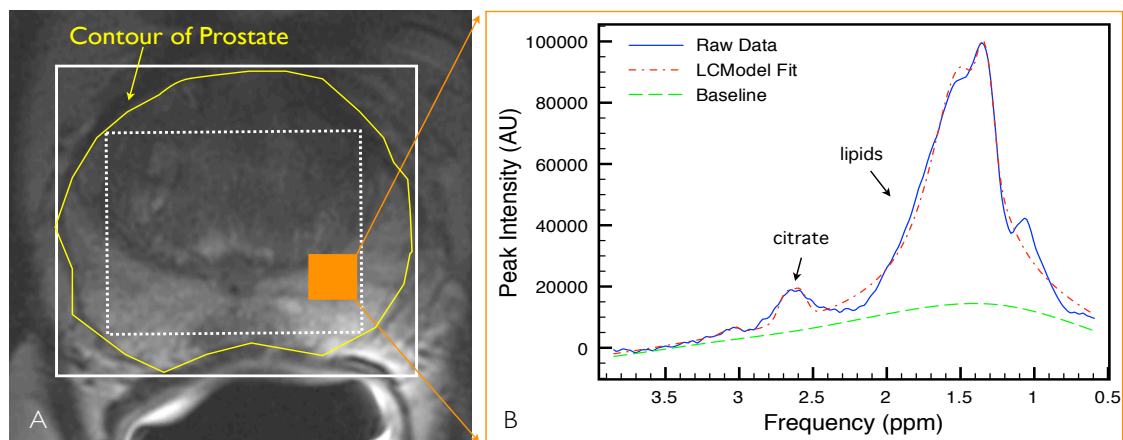 Contour of Prostate
A
Raw Data
LCModel Fit
Baseline
lipids
citrate
Peak Intensity (AU)
100000
80000
60000
40000
20000
0
3.5 3 2.5 2 1.5 1 0.5
Frequency (ppm)
B